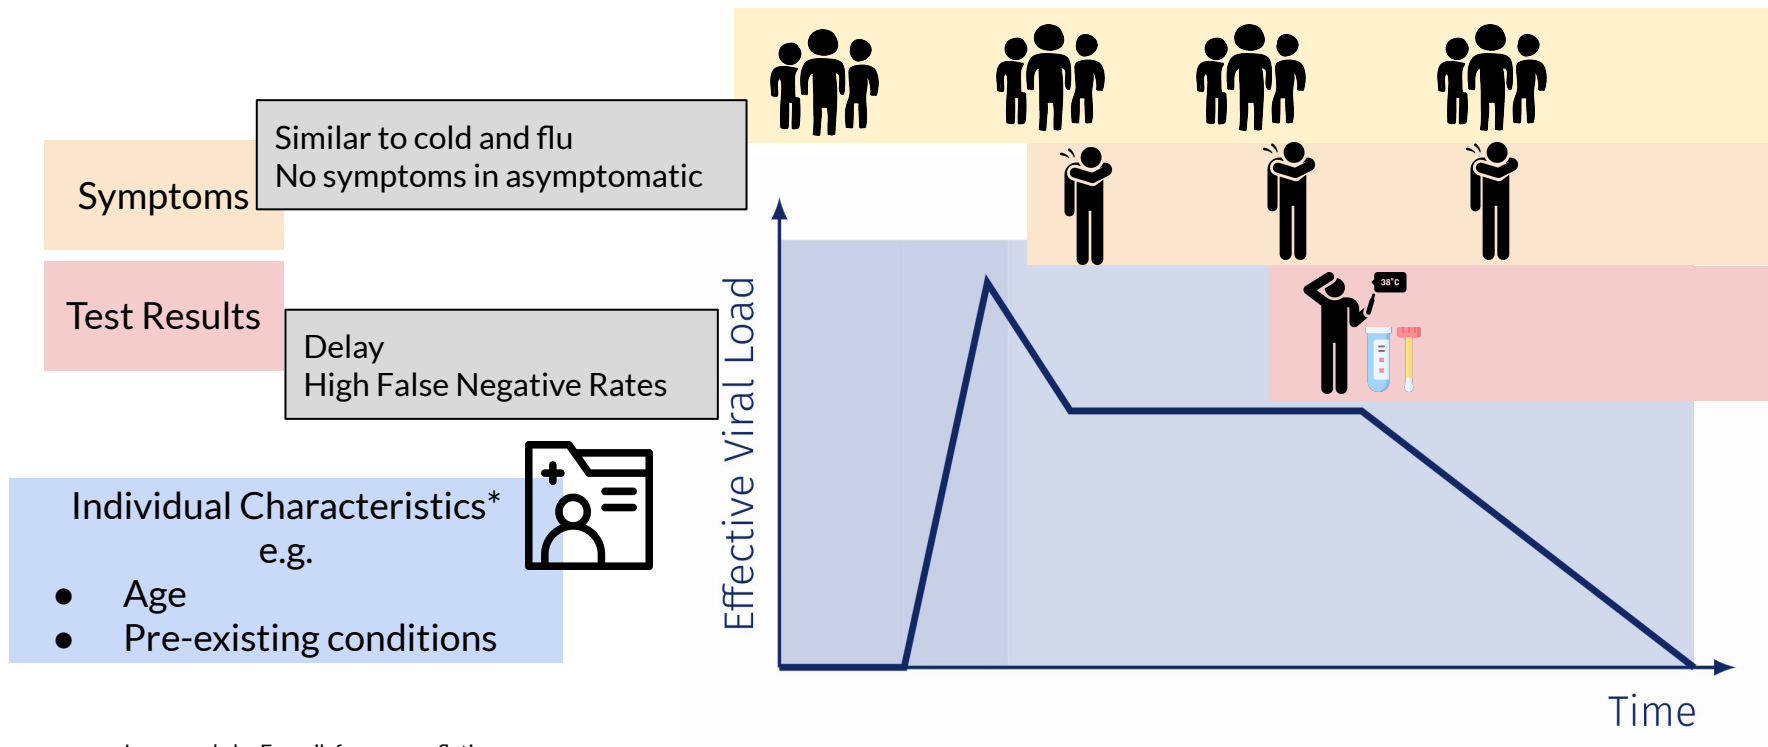 Similar to cold and flu
No symptoms in asymptomatic
Symptoms
Test Results
Delay
High False Negative Rates
Individual Characteristics*
e.g.
● Age
● Pre-existing conditions
38°C
Effective Viral Load
Time